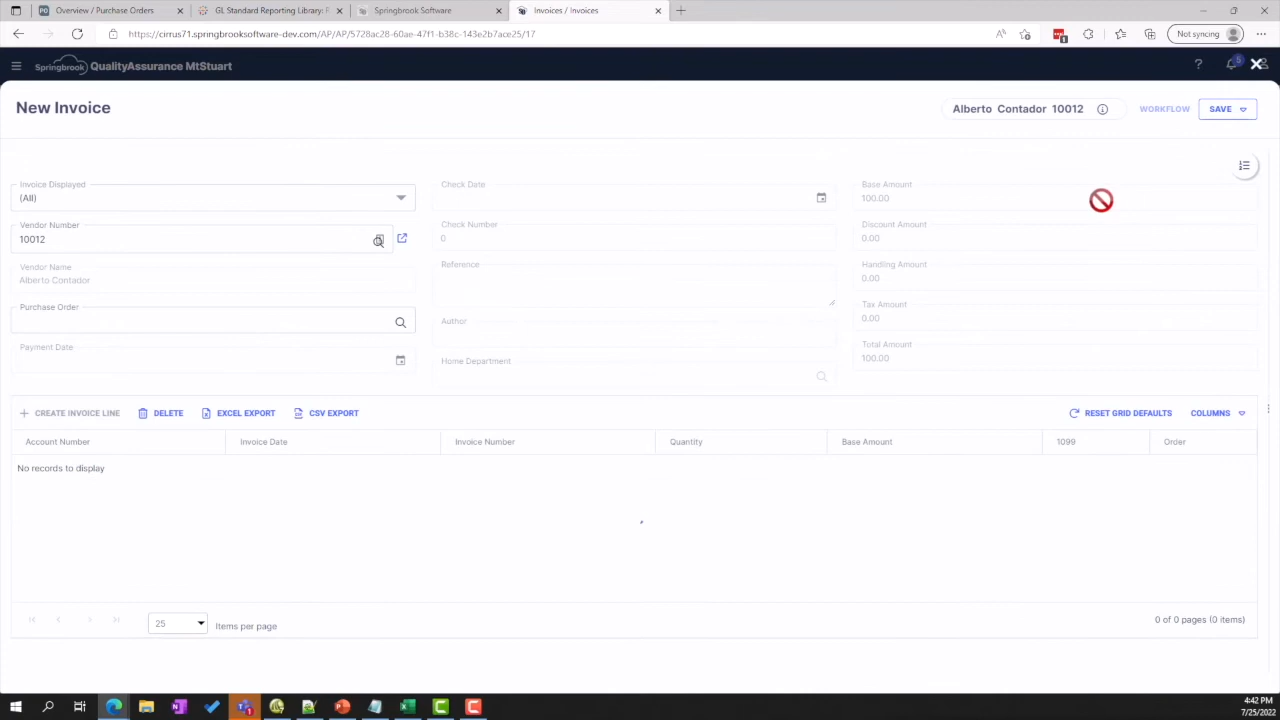 Overview / Purchase Orders
GL Standard Reporting Library: F
Springbrook Software
Invoices / Invoices
https://cirrus71.springbrooksoftware-dev.com/AP/AP/5728ac28-60ae-47f1-b38c-143e2b7ac525/17
Not syncing
Springbrook QualityAssurance MtStuart
5
New Invoice
Alberto Contador 10012
WORKFLOW
SAVE
Invoice Displayed
(All)
Vendor Number
10012
Vendor Name
Alberto Contador
Purchase Order
Payment Date
Check Date
Check Number
0
Reference
Author
Home Department
Base Amount
100.00
Discount Amount
0.00
Handling Amount
0.00
Tax Amount
0.00
Total Amount
100.00
CREATE INVOICE LINE
DELETE
EXCEL EXPORT
CSV EXPORT
RESET GRID DEFAULTS
COLUMNS
Account Number
Invoice Date
Invoice Number
Quantity
Base Amount
1099
Order
No records to display
25
Items per page
0 of 0 pages (0 items)
4:42 PM
7/25/2022